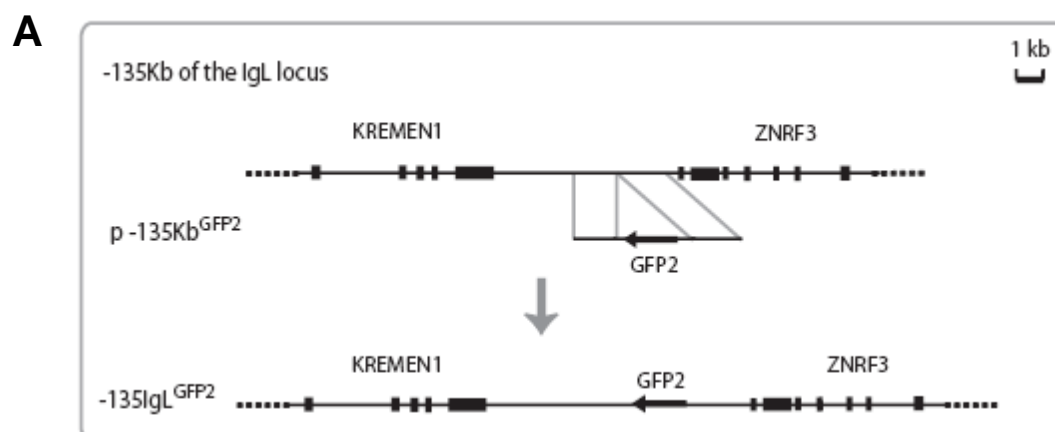 A
-135Kb of the IgL locus
1 kb
KREMEN1 ZNRF3
p -135Kb^GFP2
GFP2
KREMEN1 ZNRF3
GFP2
-135IgL^GFP2